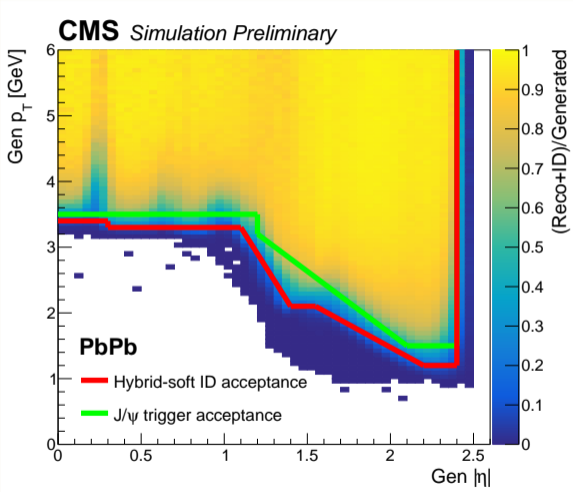 CMS Simulation Preliminary
Gen pT [GeV]
6
5
4
3
2
1
0
PbPb
Hybrid-soft ID acceptance
J/ψ trigger acceptance
0 0.5 1 1.5 2 2.5
Gen |η|
1
0.9
0.8
0.7
0.6
0.5
0.4
0.3
0.2
0.1
0
(Reco+ID)/Generated